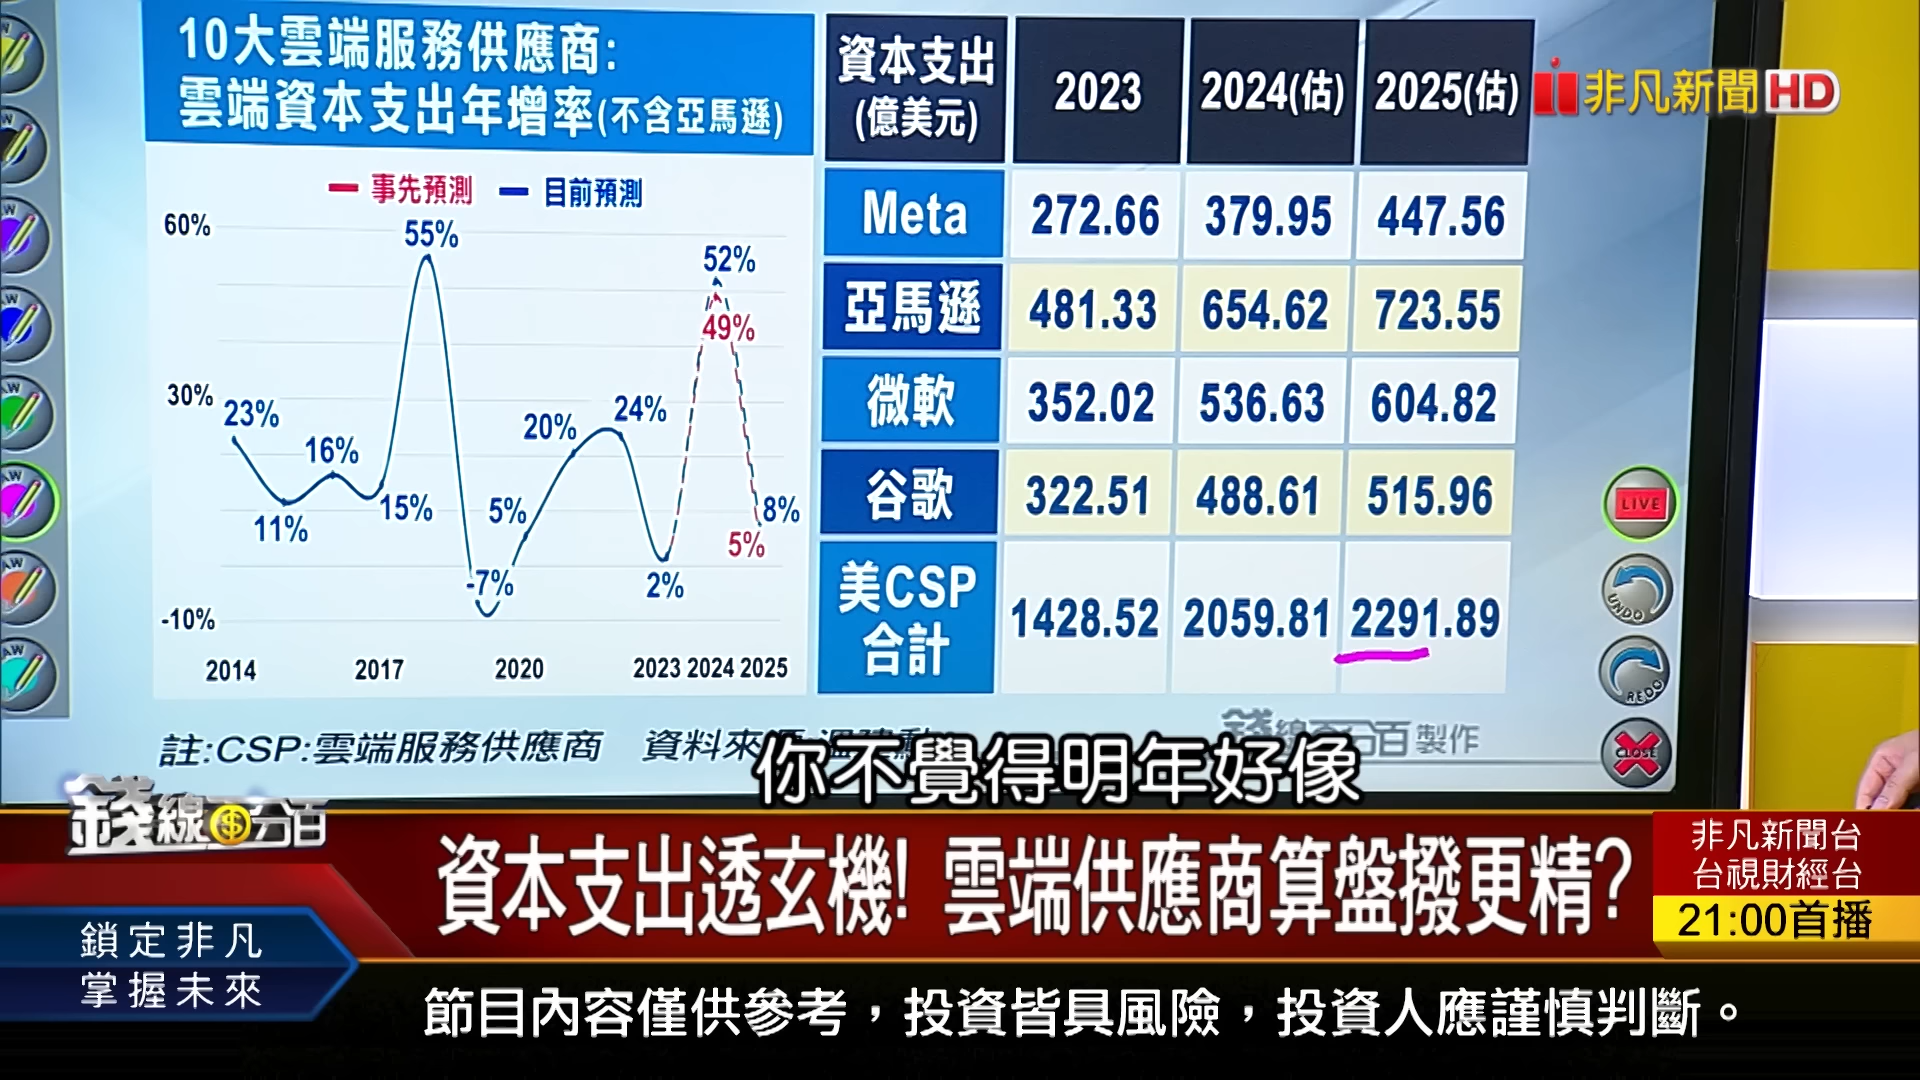 10大雲端服務供應商:
雲端資本支出年增率(不含亞馬遜)
事先預測 目前預測
60%
30%
-10%
23%
11%
16%
15%
55%
-7%
5%
20%
24%
2%
52%
49%
8%
5%
2014 2017 2020 2023 2024 2025
資本支出(億美元) 2023 2024(估) 2025(估)
Meta 272.66 379.95 447.56
亞馬遜 481.33 654.62 723.55
微軟 352.02 536.63 604.82
谷歌 322.51 488.61 515.96
美CSP合計 1428.52 2059.81 2291.89
註:CSP:雲端服務供應商 資料來
錢線百分百製作
非凡新聞HD
LIVE
UNDO
REDO
CLOSE
你不覺得明年好像
錢線百分百
資本支出透玄機! 雲端供應商算盤撥更精?
非凡新聞台
台視財經台
21:00首播
鎖定非凡
掌握未來
節目內容僅供參考，投資皆具風險，投資人應謹慎判斷。